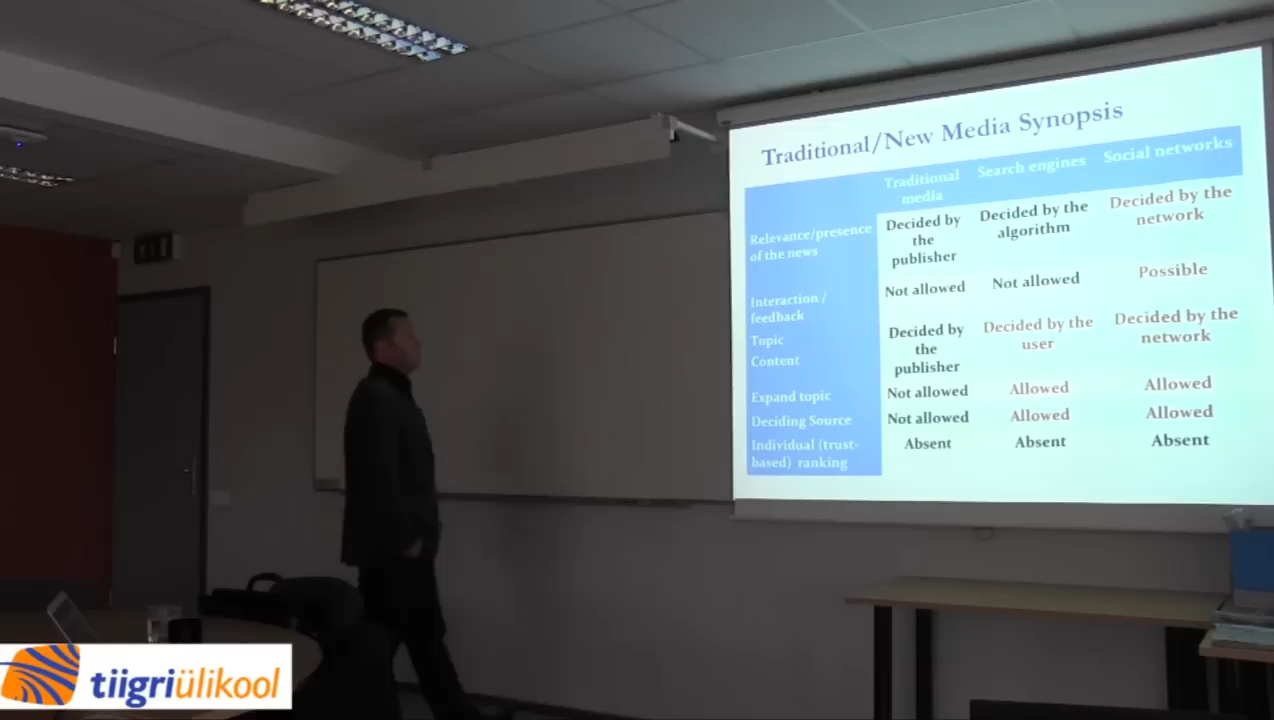 Traditional/New Media Synopsis
Traditional
media
Search engines
Social networks
Relevance/presence
of the news
Decided by
the
publisher
Decided by the
algorithm
Decided by the
network
Interaction /
feedback
Not allowed
Not allowed
Possible
Topic
Content
Decided by
the
publisher
Decided by the
user
Decided by the
network
Expand topic
Not allowed
Allowed
Allowed
Deciding Source
Not allowed
Allowed
Allowed
Individual (trust-
based) ranking
Absent
Absent
Absent
tiigriülikool